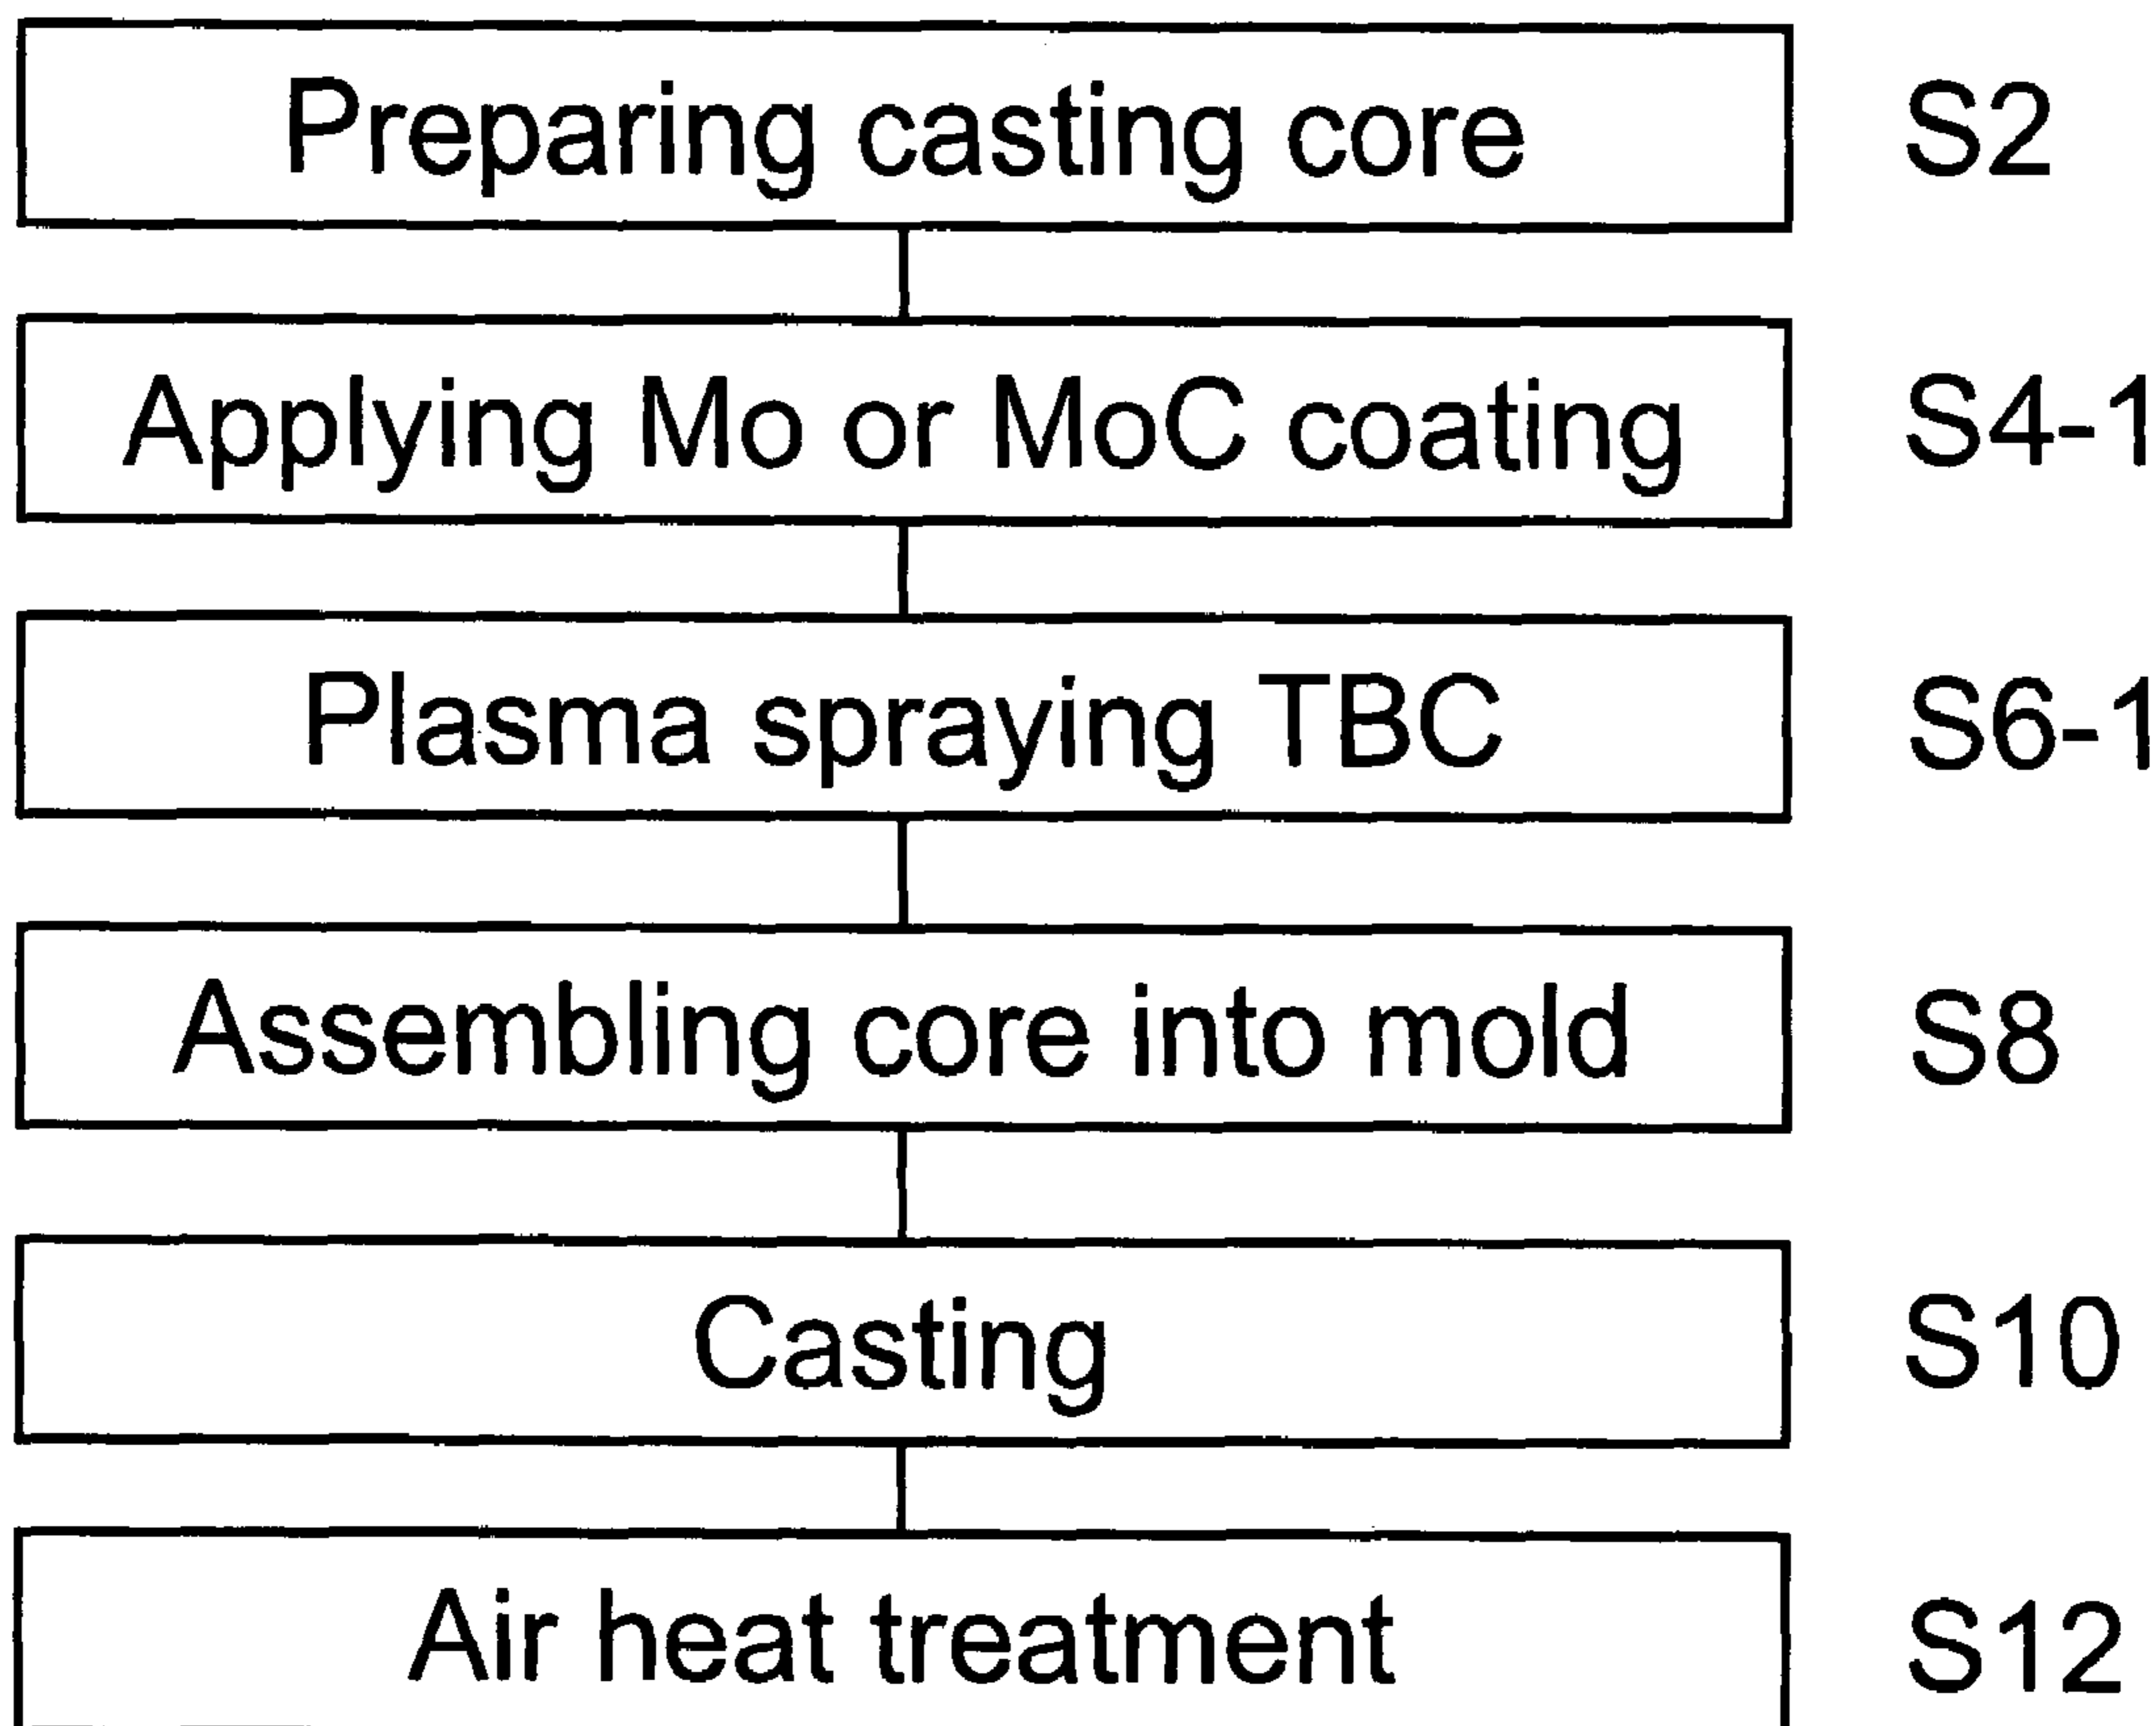 Preparing casting core S2
Applying Mo or MoC coating S4-1
Plasma spraying TBC S6-1
Assembling core into mold S8
Casting S10
Air heat treatment S12